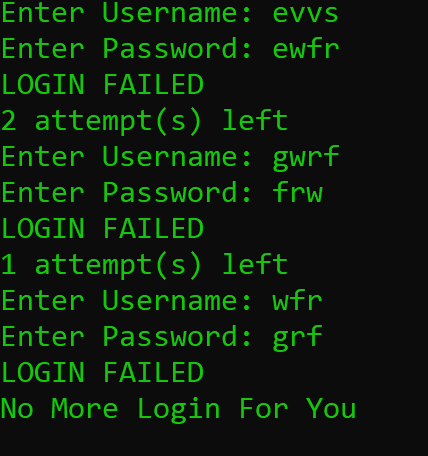 Enter Username: evvs
Enter Password: ewfr
LOGIN FAILED
2 attempt(s) left
Enter Username: gwrf
Enter Password: frw
LOGIN FAILED
1 attempt(s) left
Enter Username: wfr
Enter Password: grf
LOGIN FAILED
No More Login For You